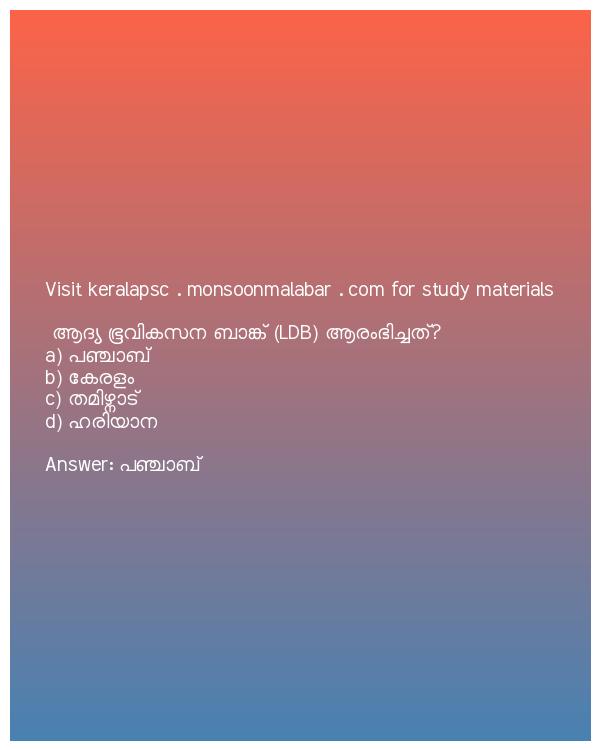 Visit keralapsc . monsoonmalabar . com for study materials
ആദ്യ ഭൂവികസന ബാങ്ക് (LDB) ആരംഭിച്ചത്?
a) പഞ്ചാബ്
b) കേരളം
c) തമിഴ്നാട്
d) ഹരിയാന
Answer: പഞ്ചാബ്